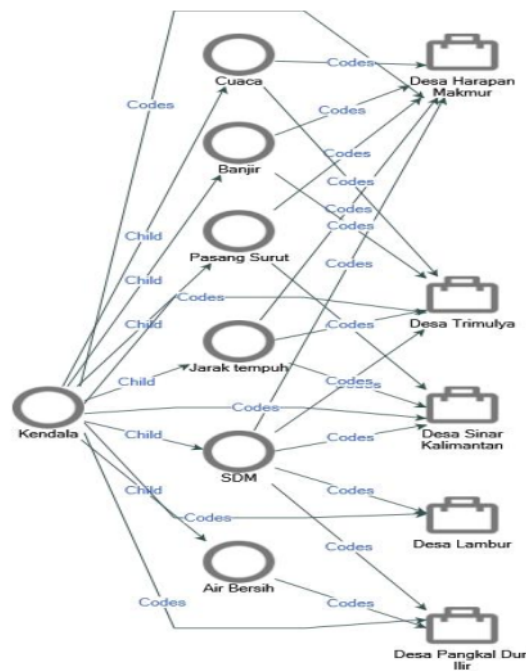 Cuaca
Codes
Desa Harapan
Makmur
Codes
Codes
Banjir
Codes
Codes
Codes
Child
Pasang Surut
Codes
Child
Codes
Child
Codes
Desa Trimulya
Jarak tempuh
Child
Codes
Codes
Kendala
Codes
Child
SDM
Codes
Desa Sinar
Kalimantan
Child
Codes
Codes
Desa Lambur
Codes
Air Bersih
Codes
Codes
Desa Pangkal Duri
Ilir